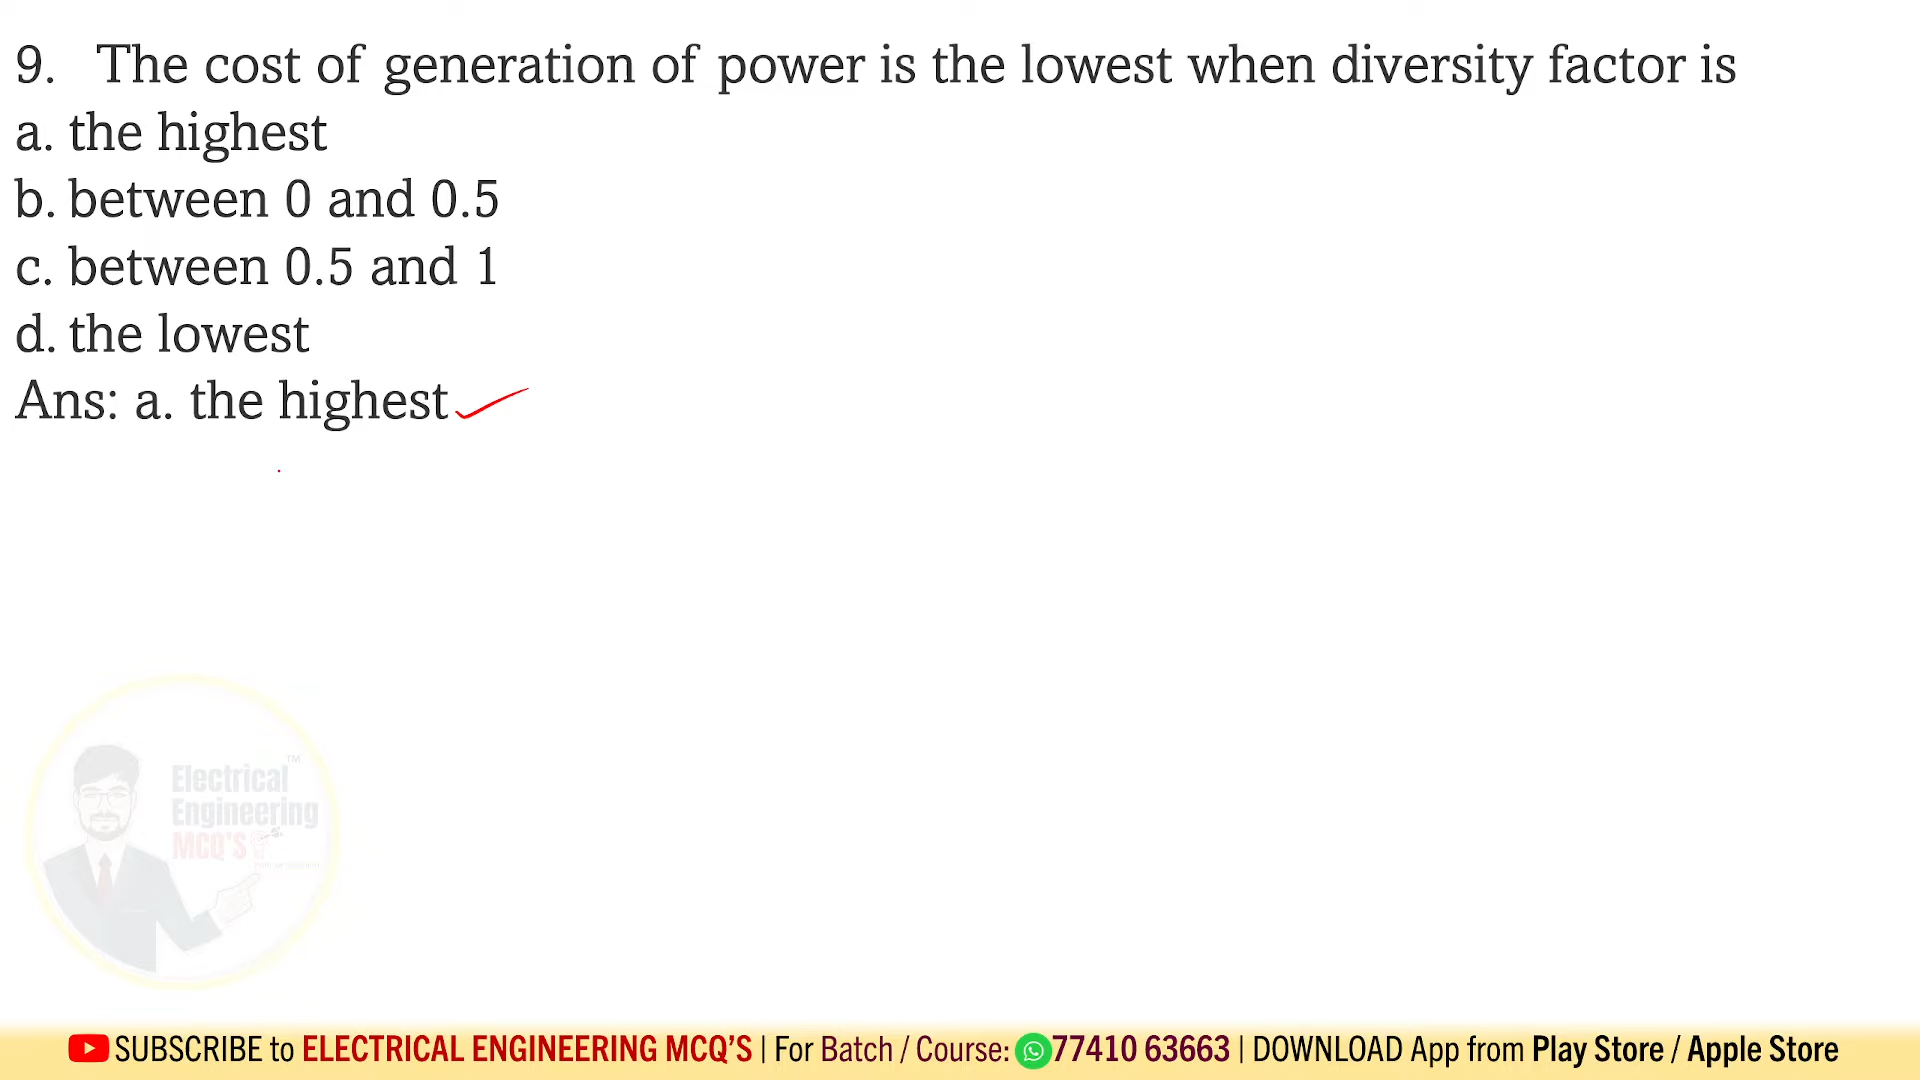 9. The cost of generation of power is the lowest when diversity factor is
a. the highest
b. between 0 and 0.5
c. between 0.5 and 1
d. the lowest
Ans: a. the highest
Electrical
Engineering
MCQ'S
TM
SUBSCRIBE to ELECTRICAL ENGINEERING MCQ’S | For Batch / Course: 77410 63663 | DOWNLOAD App from Play Store / Apple Store